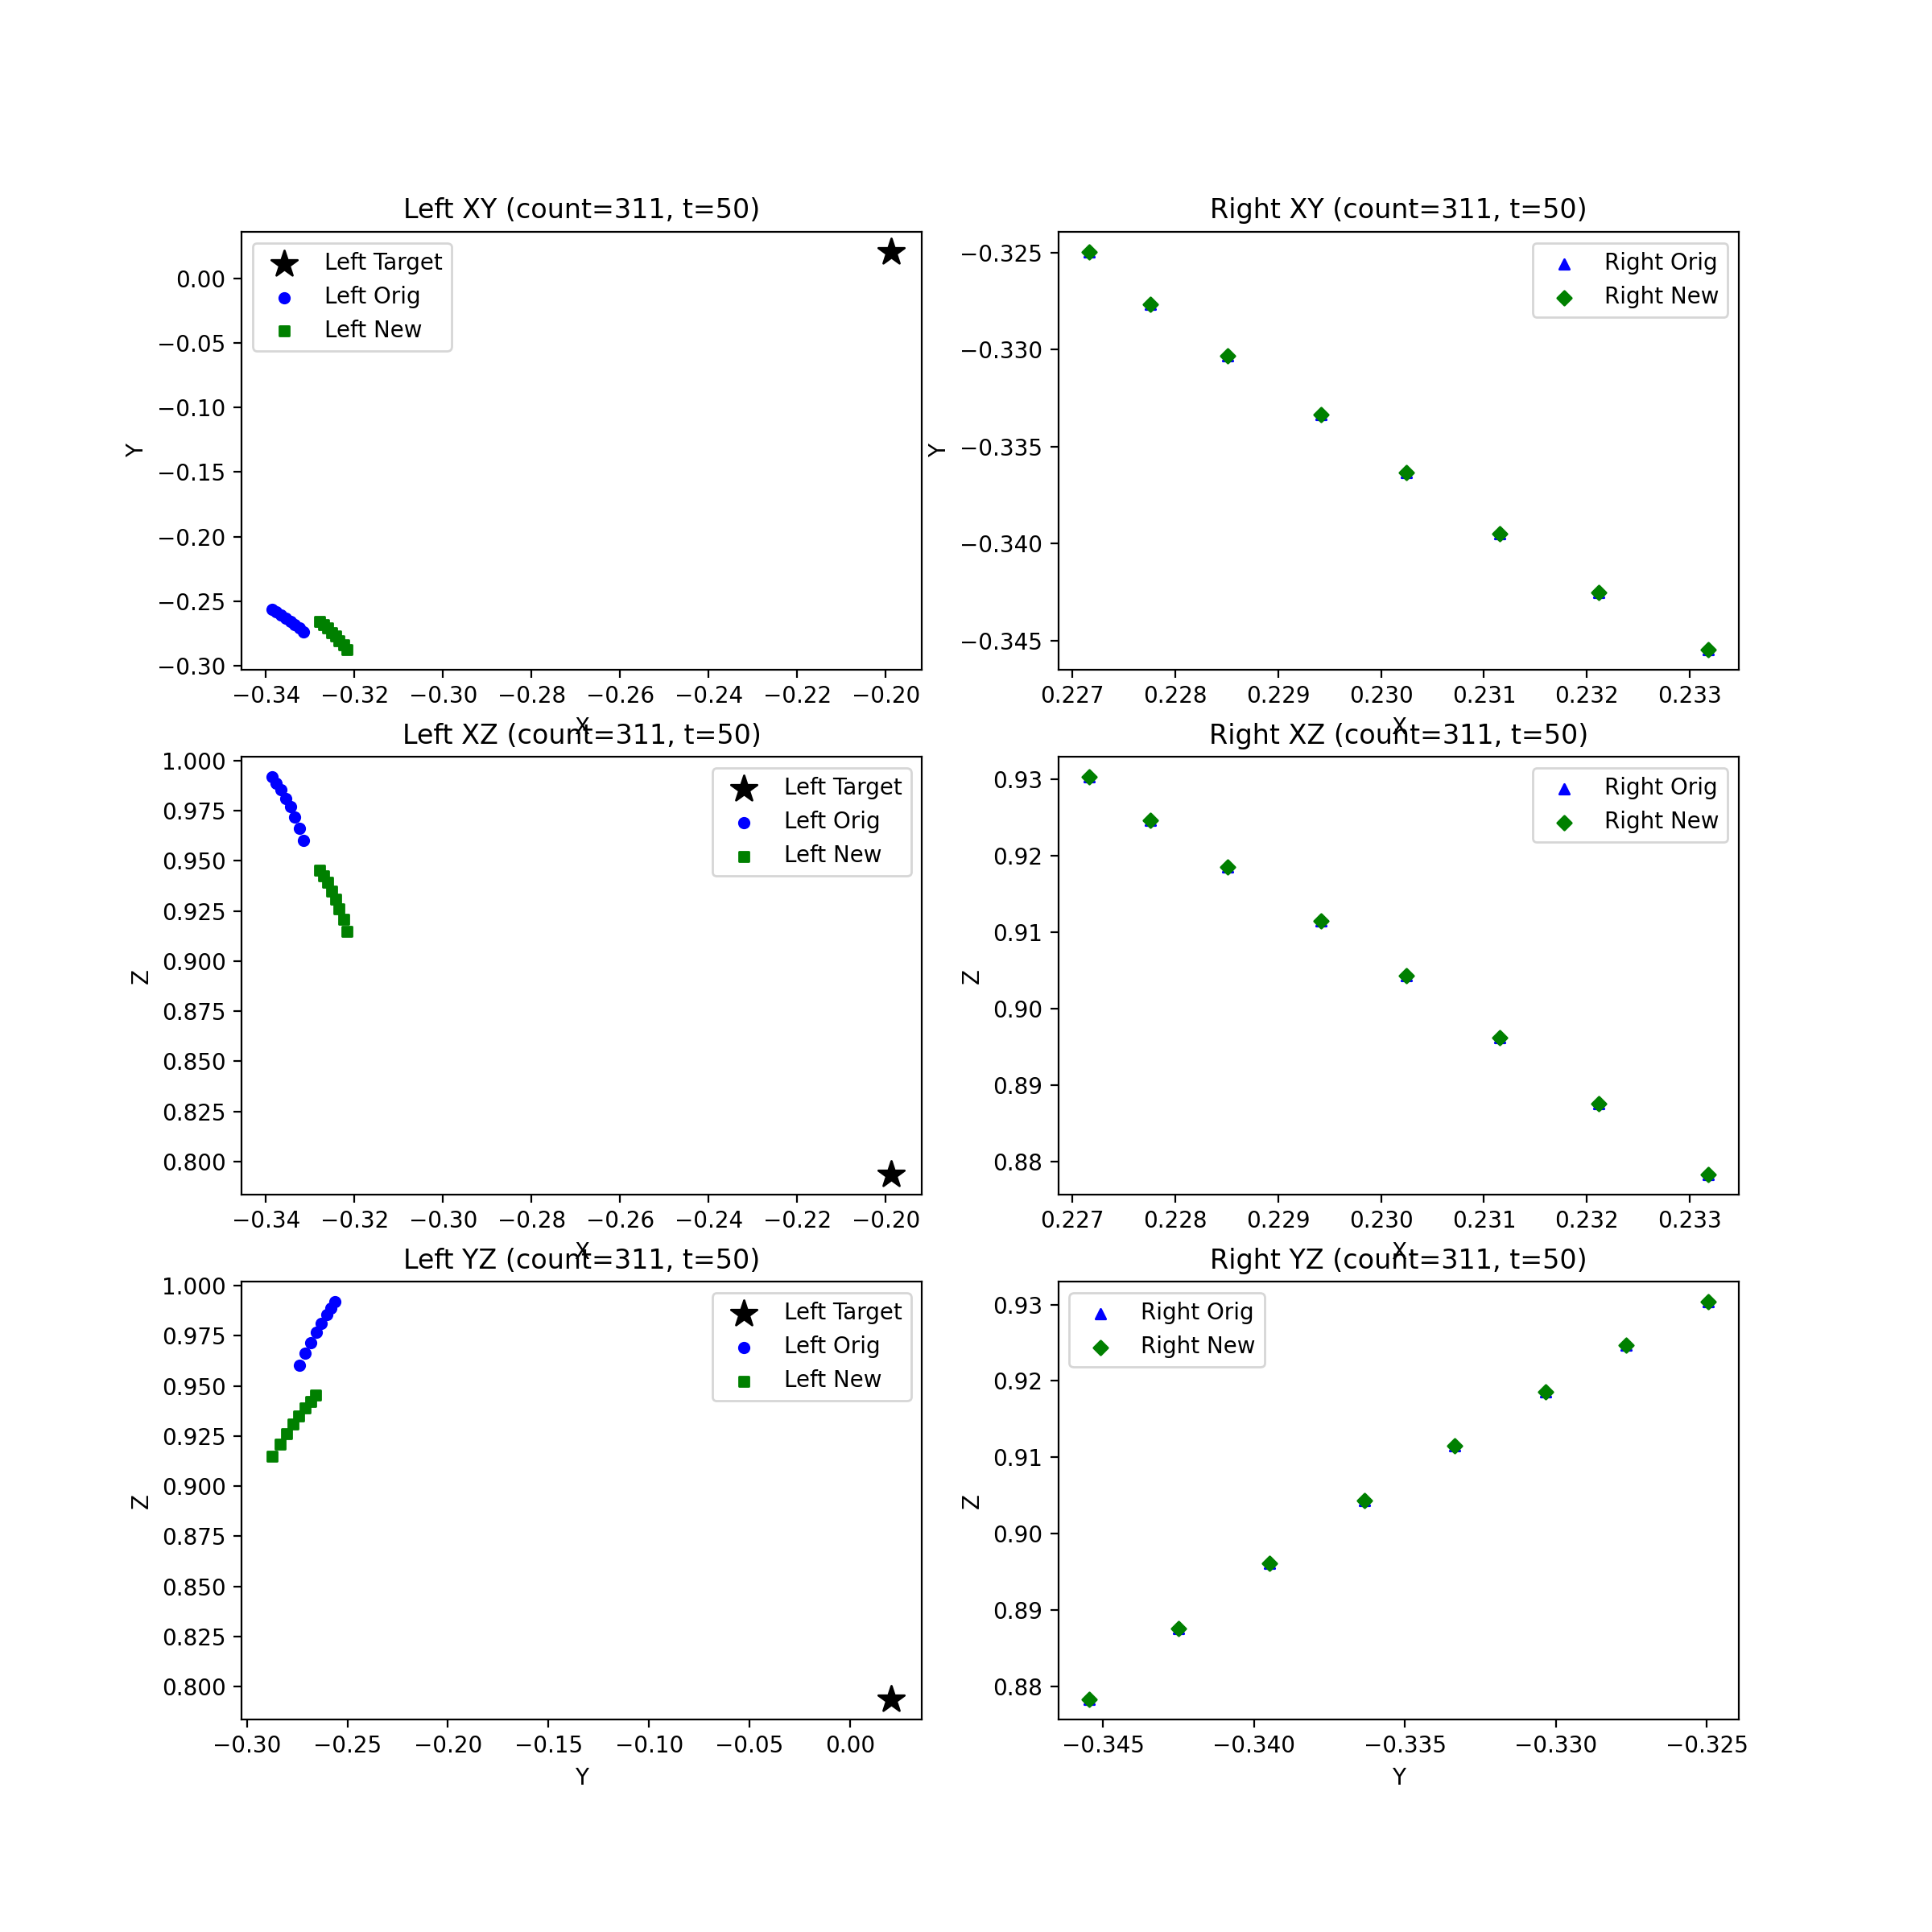 Left XY (count=311, t=50)
Left Target
Left Orig
Left New
0.00
−0.05
−0.10
−0.15
−0.20
−0.25
−0.30
Y
−0.34 −0.32 −0.30 −0.28 −0.26 −0.24 −0.22 −0.20
X
Right XY (count=311, t=50)
Right Orig
Right New
−0.325
−0.330
−0.335
−0.340
−0.345
Y
0.227 0.228 0.229 0.230 0.231 0.232 0.233
X
Left XZ (count=311, t=50)
Left Target
Left Orig
Left New
1.000
0.975
0.950
0.925
0.900
0.875
0.850
0.825
0.800
Z
−0.34 −0.32 −0.30 −0.28 −0.26 −0.24 −0.22 −0.20
X
Right XZ (count=311, t=50)
Right Orig
Right New
0.93
0.92
0.91
0.90
0.89
0.88
Z
0.227 0.228 0.229 0.230 0.231 0.232 0.233
X
Left YZ (count=311, t=50)
Left Target
Left Orig
Left New
1.000
0.975
0.950
0.925
0.900
0.875
0.850
0.825
0.800
Z
−0.30 −0.25 −0.20 −0.15 −0.10 −0.05 0.00
Y
Right YZ (count=311, t=50)
Right Orig
Right New
0.93
0.92
0.91
0.90
0.89
0.88
Z
−0.345 −0.340 −0.335 −0.330 −0.325
Y